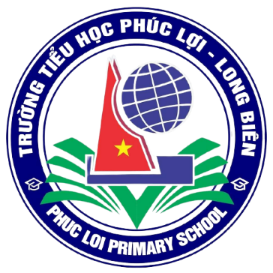 TRƯỜNG TIỂU HỌC PHÚC LỢI - LONG BIÊN
PHUC LOI PRIMARY SCHOOL